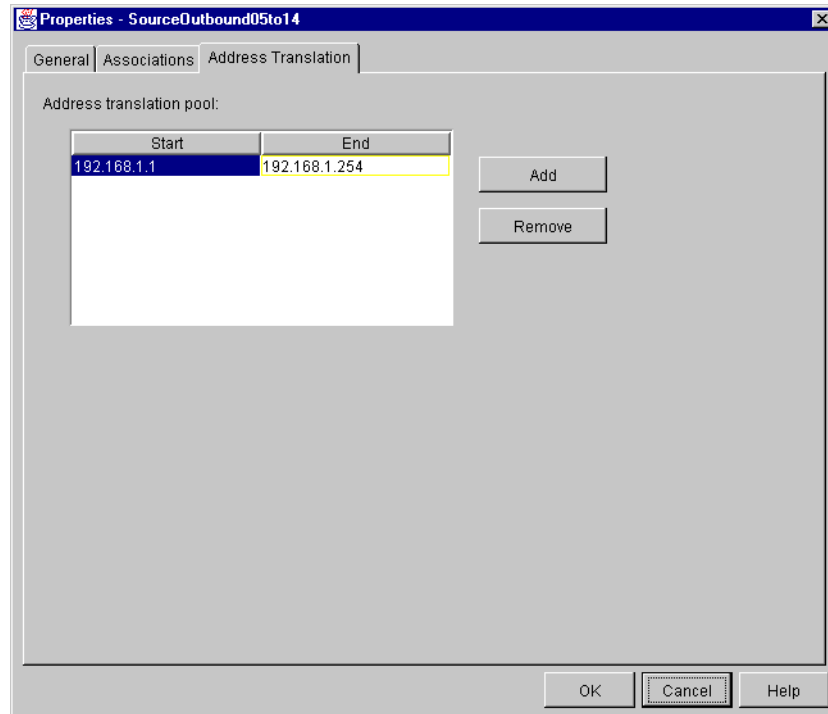 Properties - SourceOutbound05to14
General Associations Address Translation
Address translation pool:
Start End
192.168.1.1 192.168.1.254
Add
Remove
OK Cancel Help